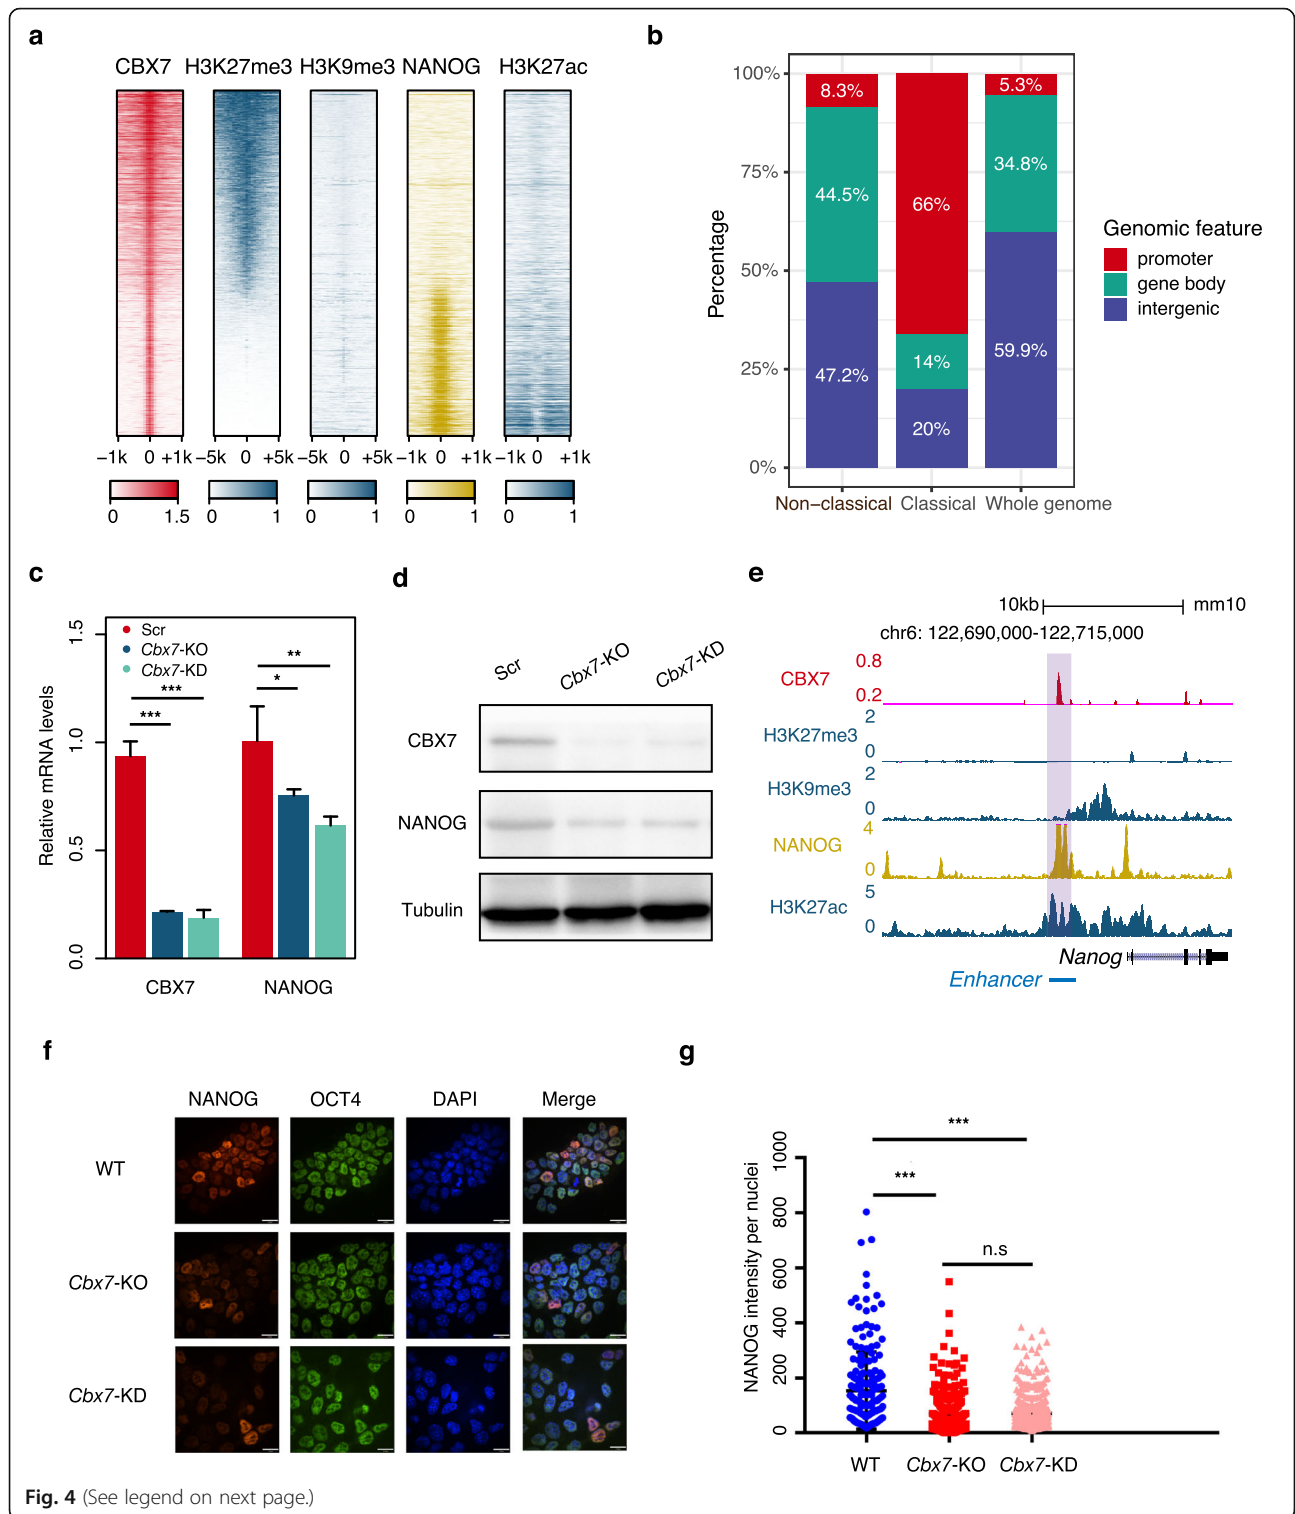 a
CBX7 H3K27me3 H3K9me3 NANOG H3K27ac
−1k 0 +1k −5k 0 +5k −5k 0 +5k −1k 0 +1k −1k 0 +1k
0 1.5 0 1 0 1 0 1 0 1
b
Percentage
100%
75%
50%
25%
0%
8.3%
44.5%
47.2%
66%
14%
20%
5.3%
34.8%
59.9%
Non−classical Classical Whole genome
Genomic feature
promoter
gene body
intergenic
c
Relative mRNA levels
1.5
1.0
0.5
0.0
Scr
Cbx7-KO
Cbx7-KD
***
***
**
*
CBX7 NANOG
d
Scr Cbx7-KO Cbx7-KD
CBX7
NANOG
Tubulin
e
10kb mm10
chr6: 122,690,000-122,715,000
CBX7 0.8 0.2
H3K27me3 2 0
H3K9me3 2 0
NANOG 4 0
H3K27ac 5 0
Nanog
Enhancer
f
NANOG OCT4 DAPI Merge
WT
Cbx7-KO
Cbx7-KD
g
NANOG intensity per nuclei
1000
800
600
400
200
0
***
***
n.s
WT Cbx7-KO Cbx7-KD
Fig. 4 (See legend on next page.)